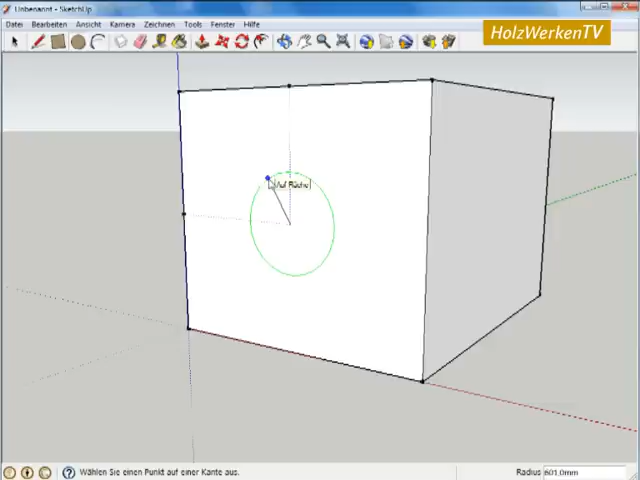 Unbenannt - SketchUp
Datei Bearbeiten Ansicht Kamera Zeichnen Tools Fenster Hilfe
HolzWerkenTV
Auf Fläche
Wählen Sie einen Punkt auf einer Kante aus.
Radius 601,0mm